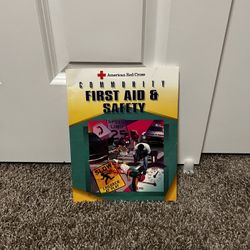 American Red Cross
COMMUNITY
FIRST AID &
SAFETY